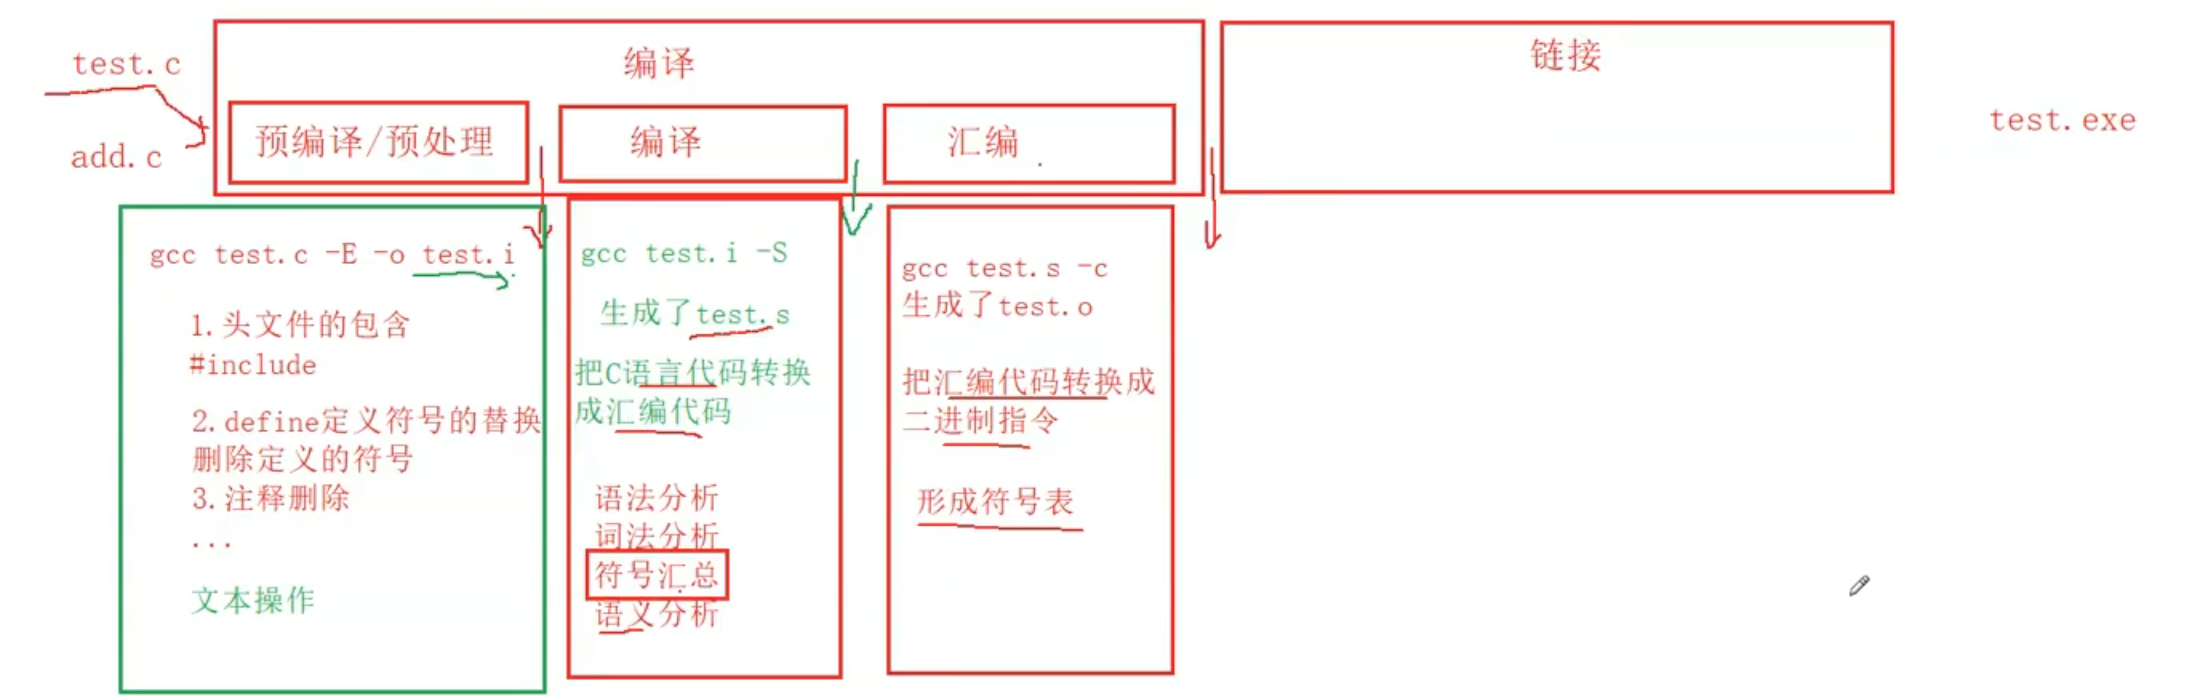 test.c
add.c
编译
预编译/预处理
编译
汇编
链接
test.exe
gcc test.c -E -o test.i
1.头文件的包含
#include
2.define定义符号的替换
删除定义的符号
3.注释删除
...
文本操作
gcc test.i -S
生成了test.s
把C语言代码转换
成汇编代码
语法分析
词法分析
符号汇总
语义分析
gcc test.s -c
生成了test.o
把汇编代码转换成
二进制指令
形成符号表